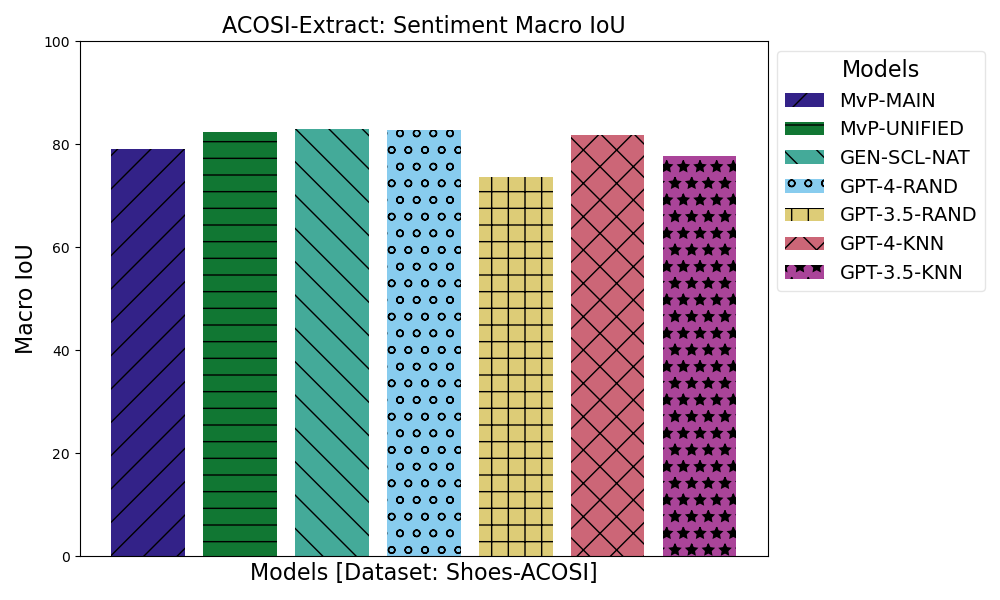 ACOSI-Extract: Sentiment Macro IoU
Macro IoU
100
80
60
40
20
0
Models [Dataset: Shoes-ACOSI]
Models
MvP-MAIN
MvP-UNIFIED
GEN-SCL-NAT
GPT-4-RAND
GPT-3.5-RAND
GPT-4-KNN
GPT-3.5-KNN